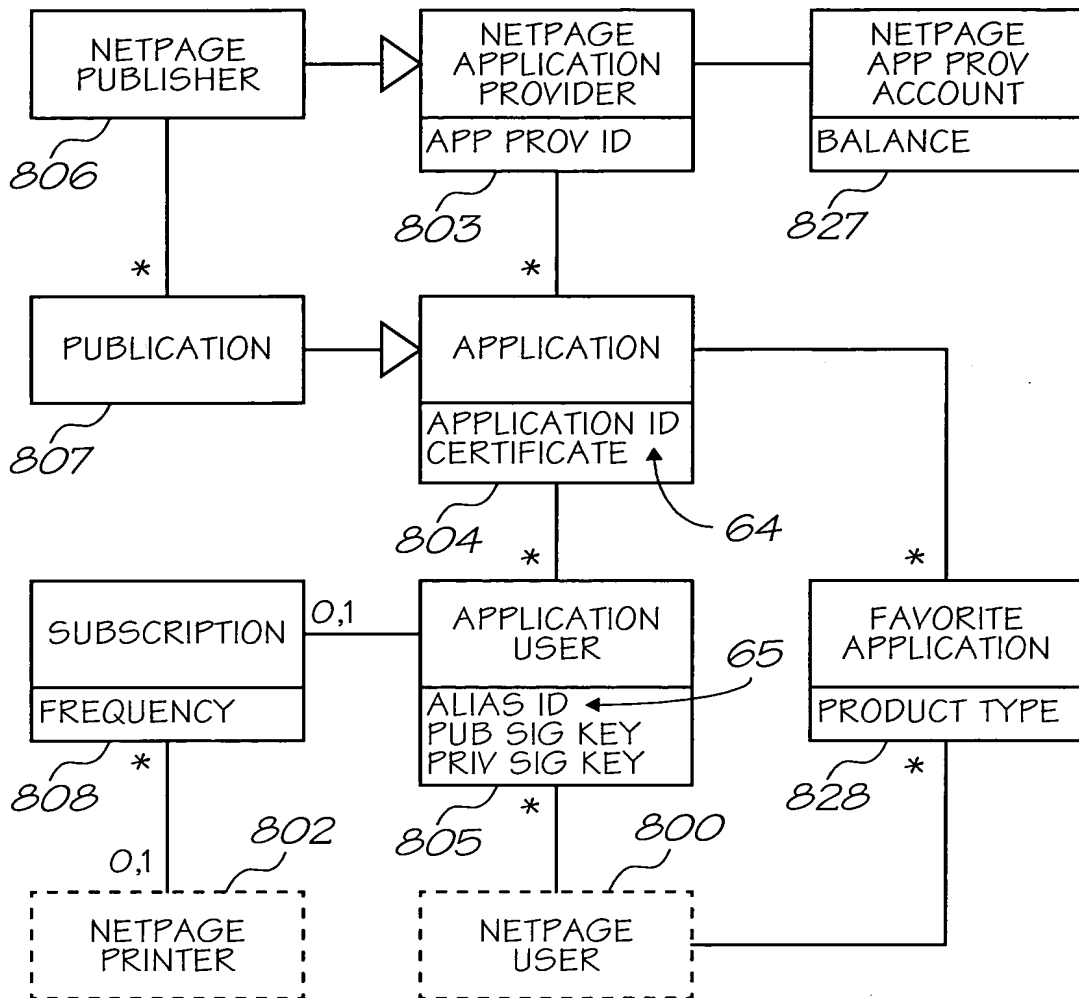 NETPAGE
PUBLISHER
NETPAGE
APPLICATION
PROVIDER
APP PROV ID
NETPAGE
APP PROV
ACCOUNT
BALANCE
806
803
827
*
*
PUBLICATION
APPLICATION
APPLICATION ID
CERTIFICATE
807
804
64
*
*
0,1
SUBSCRIPTION
FREQUENCY
APPLICATION
USER
ALIAS ID
PUB SIG KEY
PRIV SIG KEY
65
FAVORITE
APPLICATION
PRODUCT TYPE
808
*
805
*
828
*
802
800
0,1
NETPAGE
PRINTER
NETPAGE
USER